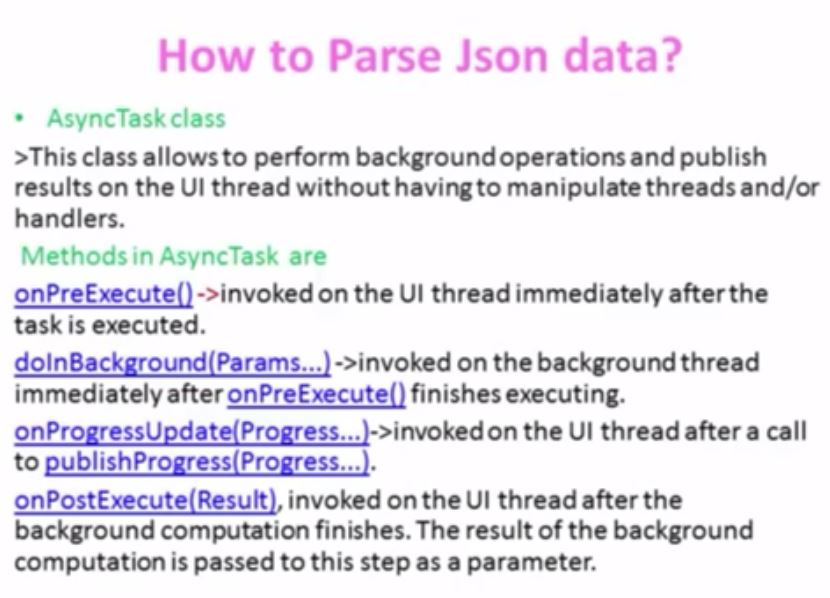 How to Parse Json data?
• AsyncTask class
>This class allows to perform background operations and publish
results on the UI thread without having to manipulate threads and/or
handlers.
Methods in AsyncTask are
onPreExecute() ->invoked on the UI thread immediately after the
task is executed.
doInBackground(Params...) ->invoked on the background thread
immediately after onPreExecute() finishes executing.
onProgressUpdate(Progress...)->invoked on the UI thread after a call
to publishProgress(Progress...).
onPostExecute(Result), invoked on the UI thread after the
background computation finishes. The result of the background
computation is passed to this step as a parameter.